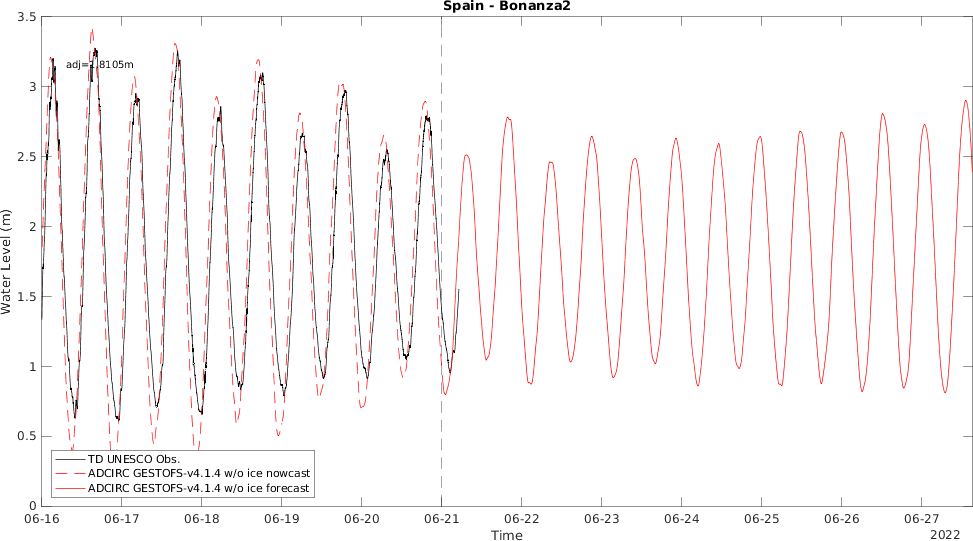 Spain - Bonanza2
3.5
adj=1.8105m
3
2.5
2
1.5
1
0.5
0
Water Level (m)
TD UNESCO Obs.
ADCIRC GESTOFS-v4.1.4 w/o ice nowcast
ADCIRC GESTOFS-v4.1.4 w/o ice forecast
06-16 06-17 06-18 06-19 06-20 06-21 06-22 06-23 06-24 06-25 06-26 06-27
Time
2022